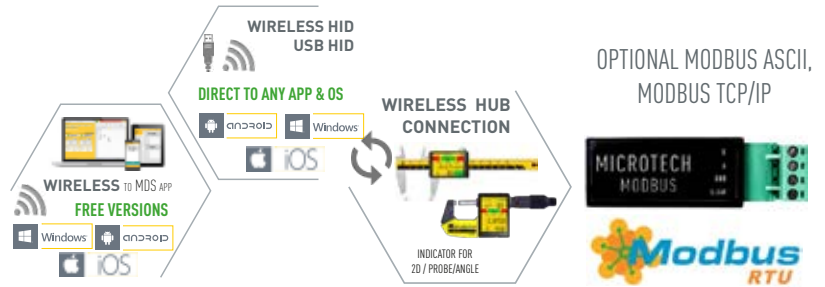 WIRELESS HID
USB HID
DIRECT TO ANY APP & OS
android Windows
iOS
WIRELESS TO MDS APP
FREE VERSIONS
Windows android
iOS
WIRELESS HUB
CONNECTION
INDICATOR FOR
2D / PROBE/ANGLE
OPTIONAL MODBUS ASCII,
MODBUS TCP/IP
MICROTECH
MODBUS
Modbus
RTU